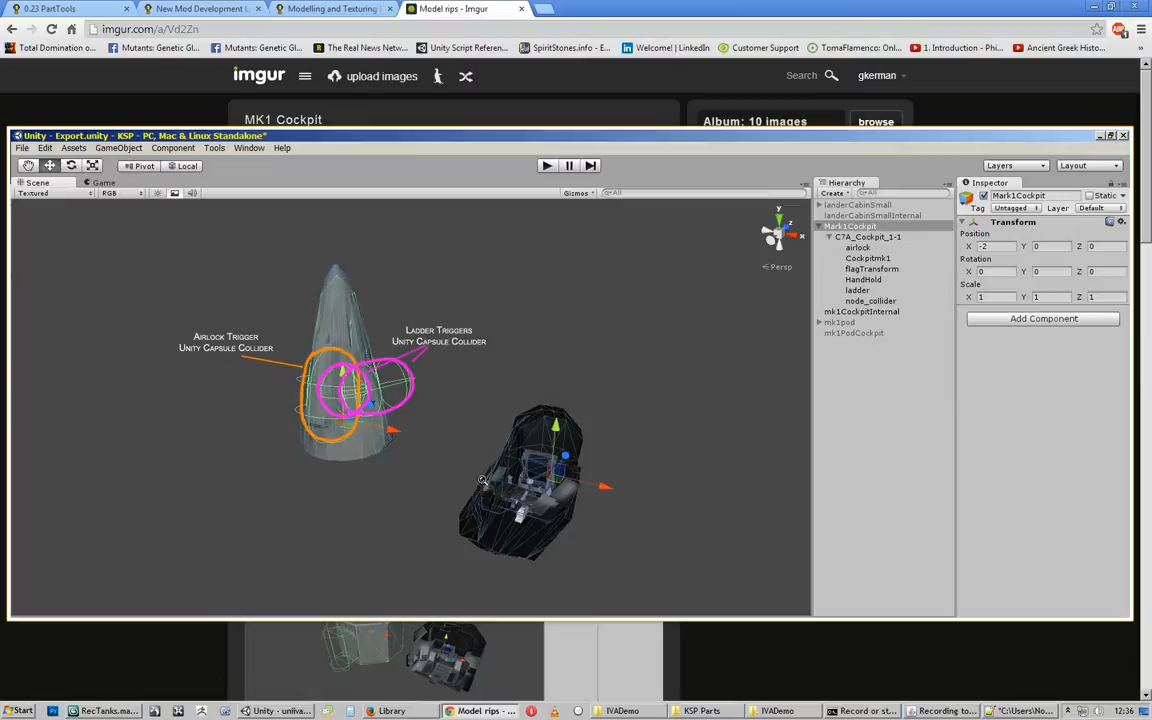 0.23 PartTools
New Mod Development L
Modelling and Texturing
Model rips - Imgur
imgur.com/a/Vd2Zn
Total Domination o...
Mutants: Genetic Gl...
Mutants: Genetic Gl...
The Real News Netw...
Unity Script Referen...
SpiritStones.info - E...
Welcome! | LinkedIn
Customer Support
TomaFlamenco: Onl...
1. Introduction - Phi...
Ancient Greek Histo...
imgur
upload images
Search
gkerman
MK1 Cockpit
Album: 10 images
browse
Unity - Export.unity - KSP - PC, Mac & Linux Standalone*
File Edit Assets GameObject Component Tools Window Help
Pivot Local
Layers
Layout
Scene
Game
Textured
RGB
Gizmos
All
y
z
x
Persp
AIRLOCK TRIGGER
UNITY CAPSULE COLLIDER
LADDER TRIGGERS
UNITY CAPSULE COLLIDER
Hierarchy
Create
All
landerCabinSmall
landerCabinSmallInternal
Mark1Cockpit
C7A_Cockpit_1-1
airlock
Cockpitmk1
flagTransform
HandHold
ladder
node_collider
mk1CockpitInternal
mk1pod
mk1PodCockpit
Inspector
Mark1Cockpit
Static
Tag Untagged Layer Default
Transform
Position
X -2 Y 0 Z 0
Rotation
X 0 Y 0 Z 0
Scale
X 1 Y 1 Z 1
Add Component
Start
RecTanks.ma...
Unity - univa...
Library
Model rips - ...
IVADemo
KSP Parts
IVADemo
Record or st...
Recording to...
*C:\Users\No...
12:36